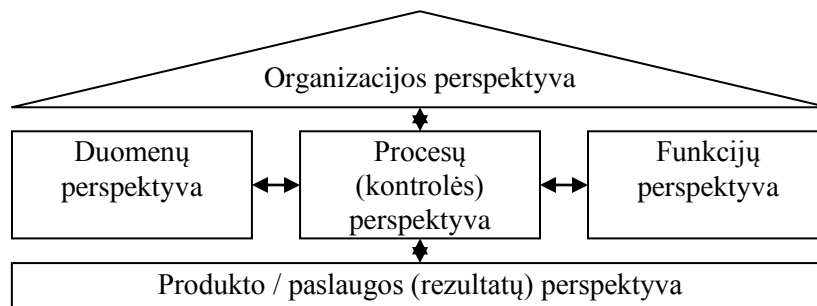 Organizacijos perspektyva
Duomenų
perspektyva
Procesų
(kontrolės)
perspektyva
Funkcijų
perspektyva
Produkto / paslaugos (rezultatų) perspektyva